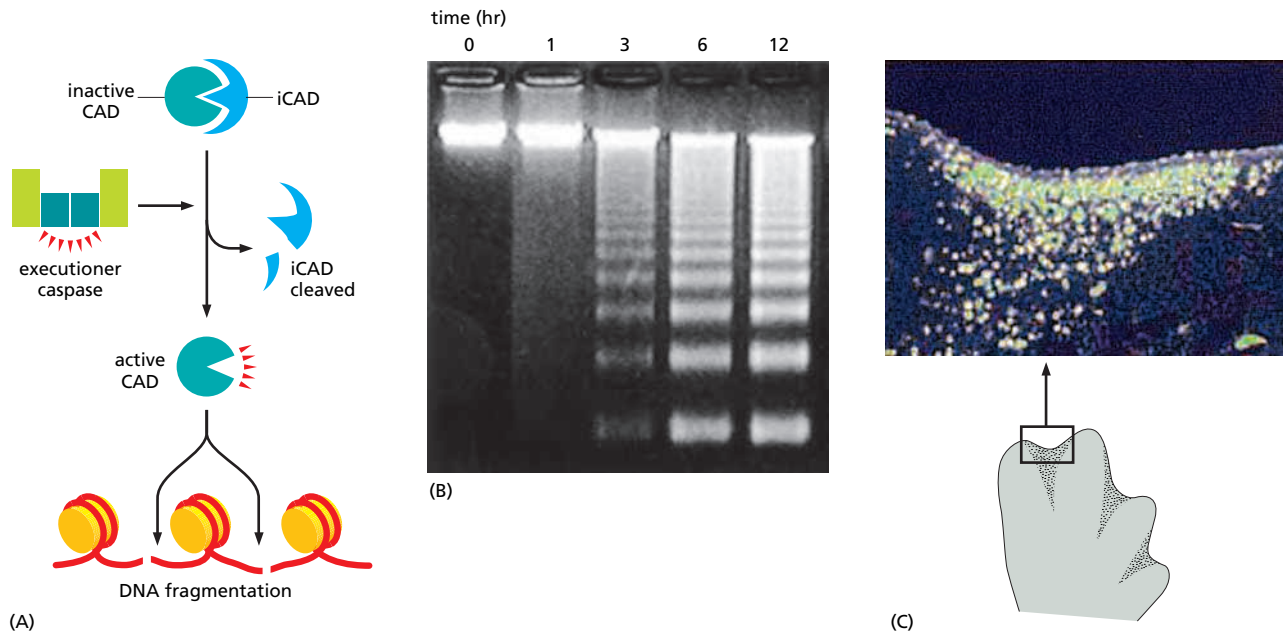 inactive
CAD
iCAD
executioner
caspase
iCAD
cleaved
active
CAD
DNA fragmentation
(A)
time (hr)
0 1 3 6 12
(B)
(C)